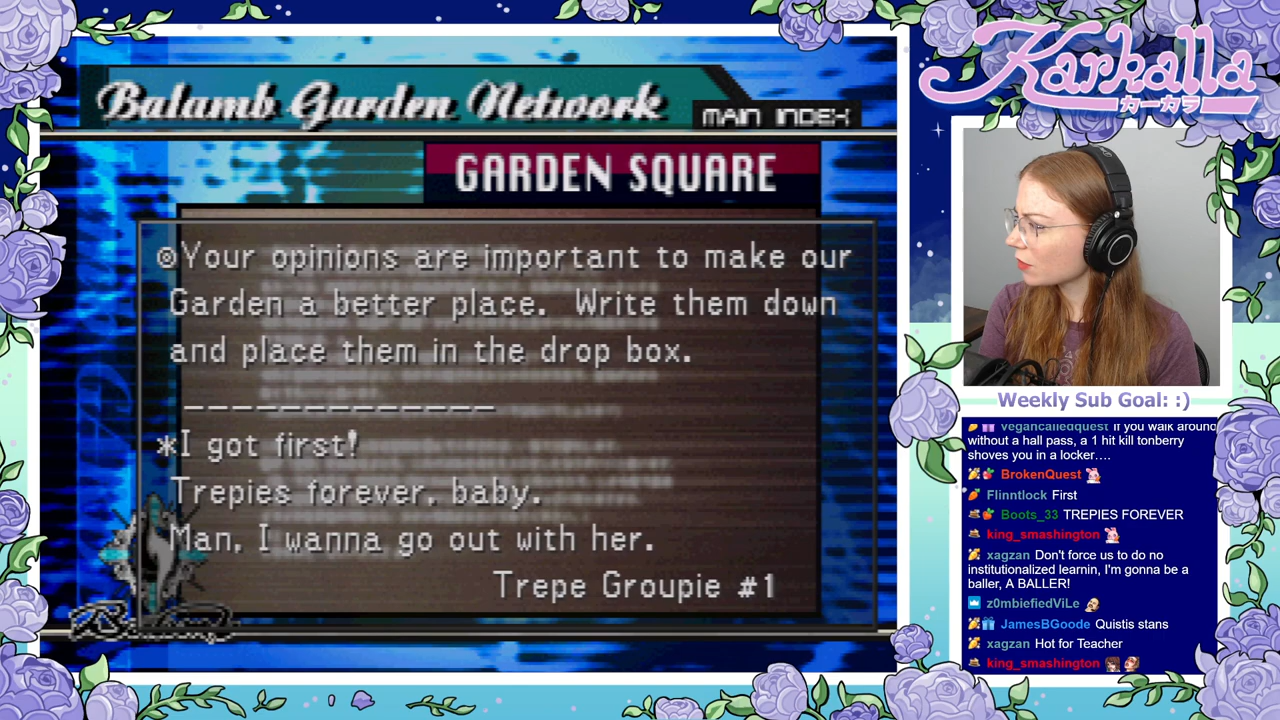 Balamb Garden Network
MAIN INDEX
GARDEN SQUARE
◎Your opinions are important to make our
Garden a better place. Write them down
and place them in the drop box.
—————————————
*I got first!
Trepies forever, baby.
Man, I wanna go out with her.
Trepe Groupie #1
Karkalla
カーカラ
Weekly Sub Goal: :)
vegancalledquest If you walk around
without a hall pass, a 1 hit kill tonberry
shoves you in a locker....
BrokenQuest
Flinntlock First
Boots_33 TREPIES FOREVER
king_smashington
xagzan Don't force us to do no
institutionalized learnin, I'm gonna be a
baller, A BALLER!
z0mbiefiedViLe
JamesBGoode Quistis stans
xagzan Hot for Teacher
king_smashington